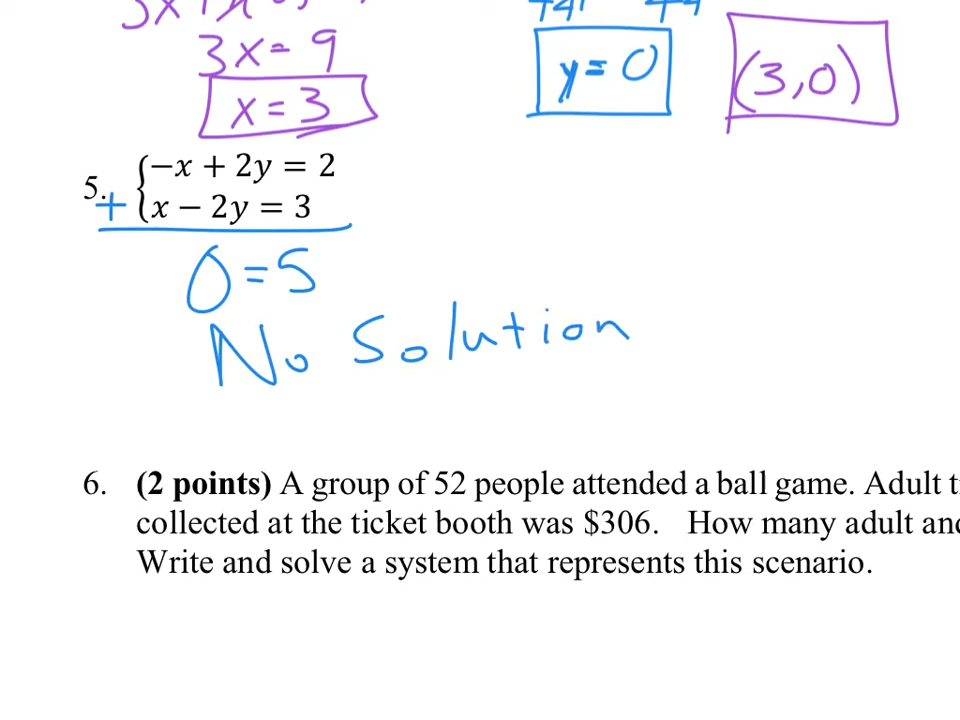 3x = 9
y = 0
(3,0)
x = 3
5. −x + 2y = 2
+ x − 2y = 3
0 = 5
No Solution
6. (2 points) A group of 52 people attended a ball game. Adult
collected at the ticket booth was $306. How many adult
Write and solve a system that represents this scenario.